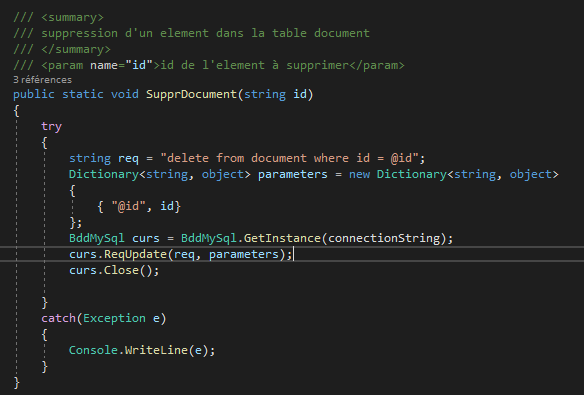 /// <summary>
/// suppression d'un element dans la table document
/// </summary>
/// <param name="id">id de l'element à supprimer</param>
3 références
public static void SupprDocument(string id)
{
try
{
string req = "delete from document where id = @id";
Dictionary<string, object> parameters = new Dictionary<string, object>
{
{ "@id", id}
};
BddMySql curs = BddMySql.GetInstance(connectionString);
curs.ReqUpdate(req, parameters);
curs.Close();
}
catch(Exception e)
{
Console.WriteLine(e);
}
}